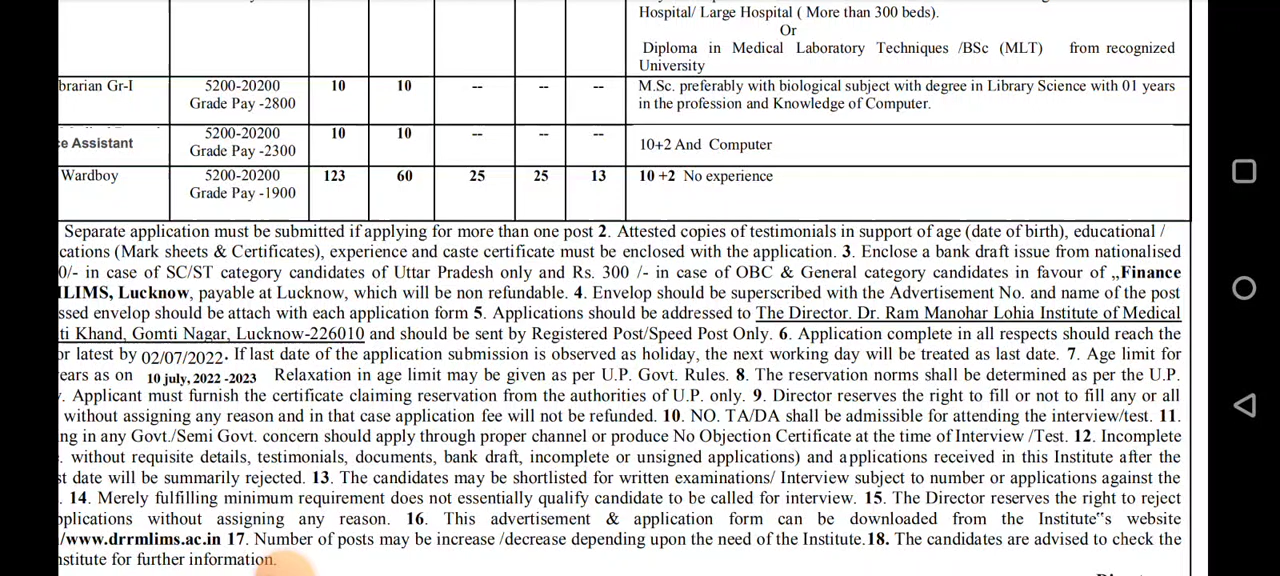 Hospital/ Large Hospital ( More than 300 beds).
Or
Diploma in Medical Laboratory Techniques /BSc (MLT) from recognized
University
brarian Gr-I 5200-20200 10 10 -- -- -- M.Sc. preferably with biological subject with degree in Library Science with 01 years
Grade Pay -2800 in the profession and Knowledge of Computer.
e Assistant 5200-20200 10 10 -- -- -- 10+2 And Computer
Grade Pay -2300
Wardboy 5200-20200 123 60 25 25 13 10 +2 No experience
Grade Pay -1900
Separate application must be submitted if applying for more than one post 2. Attested copies of testimonials in support of age (date of birth), educational /
cations (Mark sheets & Certificates), experience and caste certificate must be enclosed with the application. 3. Enclose a bank draft issue from nationalised
0/- in case of SC/ST category candidates of Uttar Pradesh only and Rs. 300 /- in case of OBC & General category candidates in favour of „Finance
LIMS, Lucknow, payable at Lucknow, which will be non refundable. 4. Envelop should be superscribed with the Advertisement No. and name of the post
ssed envelop should be attach with each application form 5. Applications should be addressed to The Director. Dr. Ram Manohar Lohia Institute of Medical
ti Khand, Gomti Nagar, Lucknow-226010 and should be sent by Registered Post/Speed Post Only. 6. Application complete in all respects should reach the
or latest by 02/07/2022. If last date of the application submission is observed as holiday, the next working day will be treated as last date. 7. Age limit for
ears as on 10 july, 2022 -2023 Relaxation in age limit may be given as per U.P. Govt. Rules. 8. The reservation norms shall be determined as per the U.P.
. Applicant must furnish the certificate claiming reservation from the authorities of U.P. only. 9. Director reserves the right to fill or not to fill any or all
without assigning any reason and in that case application fee will not be refunded. 10. NO. TA/DA shall be admissible for attending the interview/test. 11.
ng in any Govt./Semi Govt. concern should apply through proper channel or produce No Objection Certificate at the time of Interview /Test. 12. Incomplete
. without requisite details, testimonials, documents, bank draft, incomplete or unsigned applications) and applications received in this Institute after the
st date will be summarily rejected. 13. The candidates may be shortlisted for written examinations/ Interview subject to number or applications against the
. 14. Merely fulfilling minimum requirement does not essentially qualify candidate to be called for interview. 15. The Director reserves the right to reject
pplications without assigning any reason. 16. This advertisement & application form can be downloaded from the Institute‟s website
/www.drrmlims.ac.in 17. Number of posts may be increase /decrease depending upon the need of the Institute.18. The candidates are advised to check the
nstitute for further information.